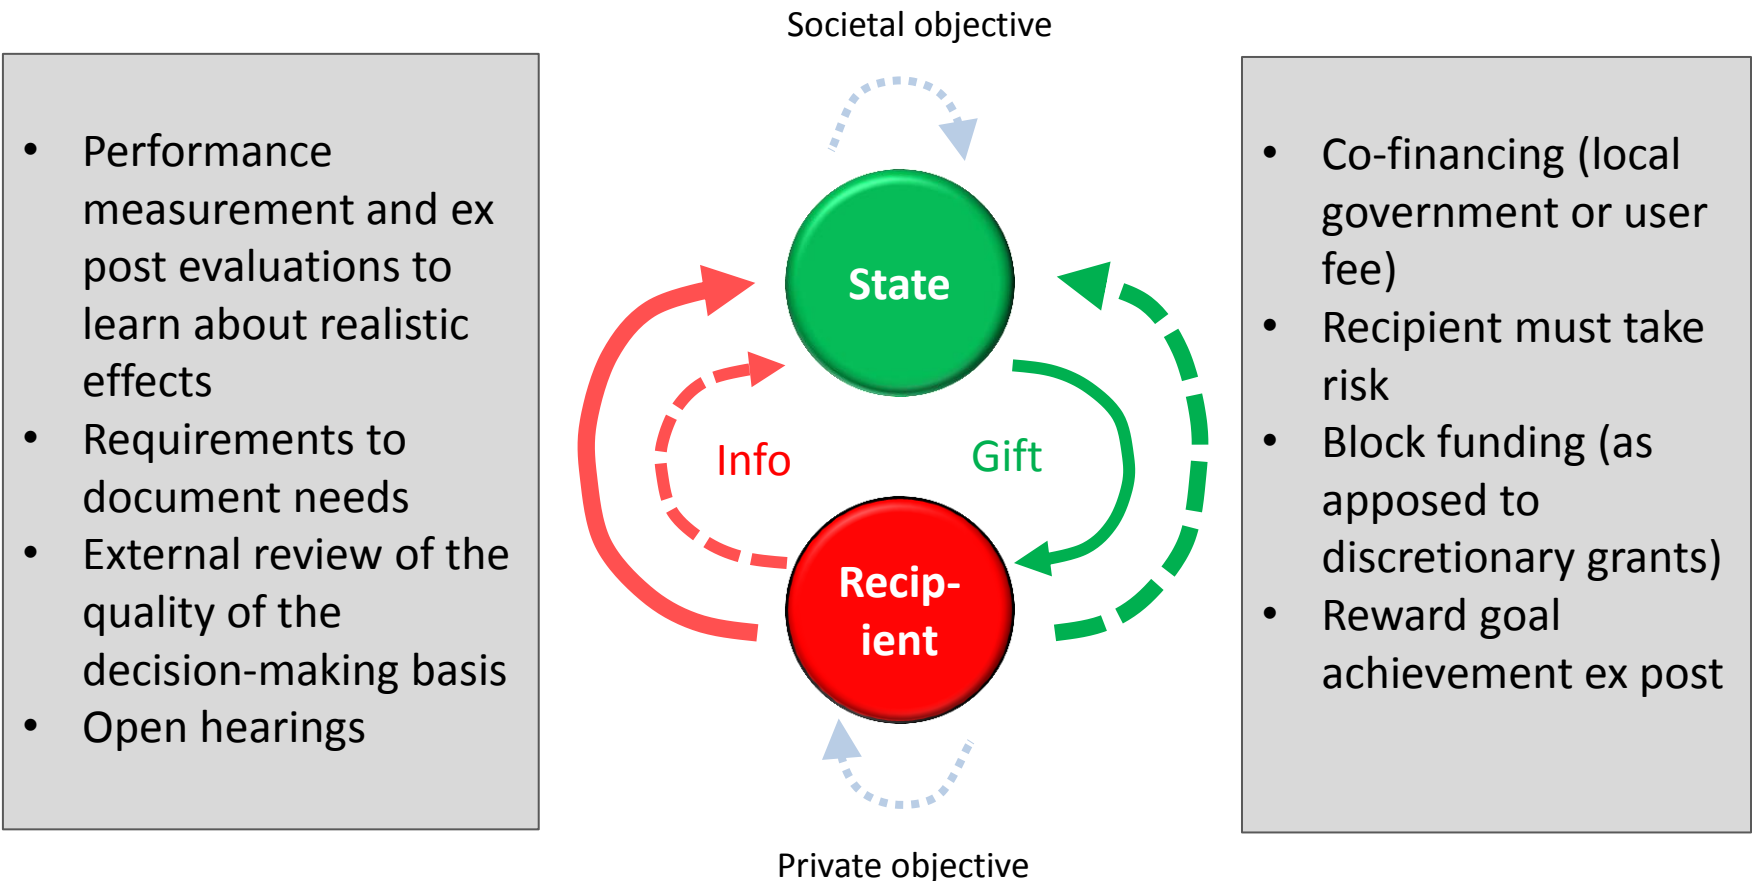 Societal objective
• Performance
measurement and ex
post evaluations to
learn about realistic
effects
• Requirements to
document needs
• External review of the
quality of the
decision-making basis
• Open hearings
State
Info
Gift
Recip-
ient
• Co-financing (local
government or user
fee)
• Recipient must take
risk
• Block funding (as
apposed to
discretionary grants)
• Reward goal
achievement ex post
Private objective